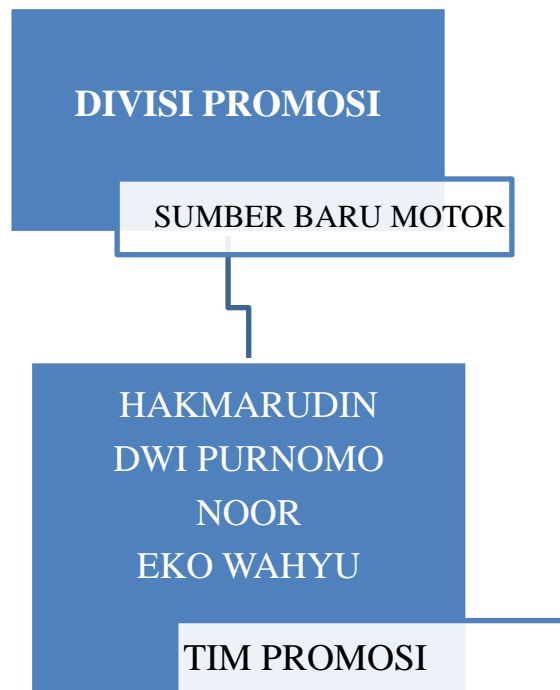 DIVISI PROMOSI
SUMBER BARU MOTOR
HAKMARUDIN
DWI PURNOMO
NOOR
EKO WAHYU
TIM PROMOSI